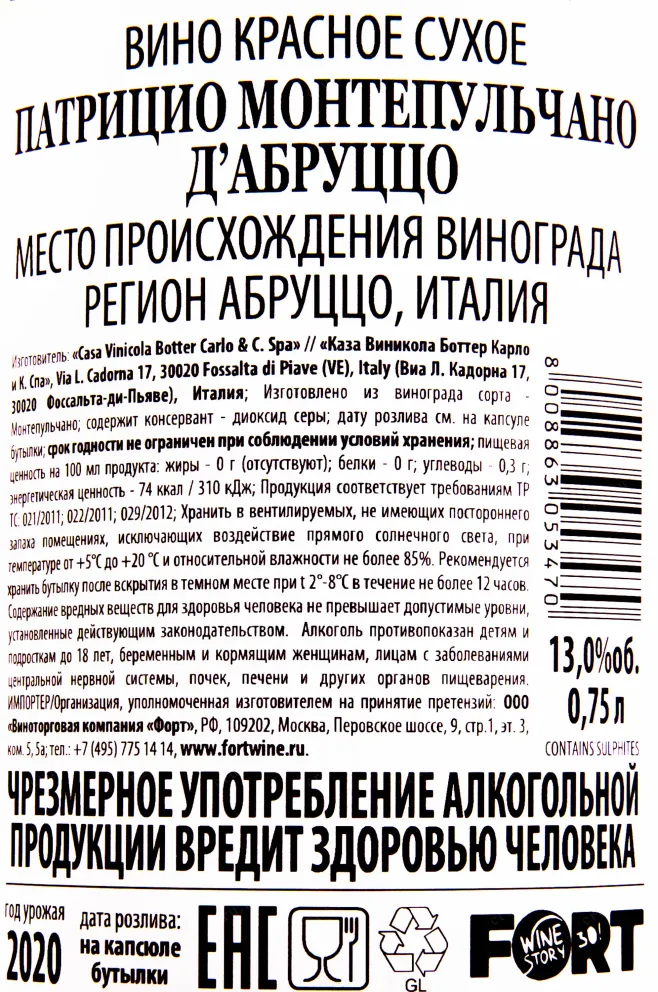 ВИНО КРАСНОЕ СУХОЕ
ПАТРИЦИО МОНТЕПУЛЬЧАНО
Д’АБРУЦЦО
МЕСТО ПРОИСХОЖДЕНИЯ ВИНОГРАДА
РЕГИОН АБРУЦЦО, ИТАЛИЯ
Изготовитель: «Casa Vinicola Botter Carlo & C. Spa» // «Каза Виникола Боттер Карло
и К. Спа», Via L. Cadorna 17, 30020 Fossalta di Piave (VE), Italy (Виа Л. Кадорна 17,
30020 Фоссальта-ди-Пьяве), Италия; Изготовлено из винограда сорта -
Монтепульчано; содержит консервант - диоксид серы; дату розлива см. на капсуле
бутылки; срок годности не ограничен при соблюдении условий хранения; пищевая
ценность на 100 мл продукта: жиры - 0 г (отсутствуют); белки - 0 г; углеводы - 0,3 г;
энергетическая ценность - 74 ккал / 310 кДж; Продукция соответствует требованиям ТР
ТС 021/2011; 022/2011; 029/2012; Хранить в вентилируемых, не имеющих постороннего
запаха помещениях, исключающих воздействие прямого солнечного света, при
температуре от +5°С до +20 °С и относительной влажности не более 85%. Рекомендуется
хранить бутылку после вскрытия в темном месте при t 2°-8°С в течение не более 12 часов.
Содержание вредных веществ для здоровья человека не превышает допустимые уровни,
установленные действующим законодательством. Алкоголь противопоказан детям и
подросткам до 18 лет, беременным и кормящим женщинам, лицам с заболеваниями
центральной нервной системы, почек, печени и других органов пищеварения.
ИМПОРТЕР/Организация, уполномоченная изготовителем на принятие претензий: ООО
«Виноторговая компания «Форт», РФ, 109202, Москва, Перовское шоссе, 9, стр.1, эт. 3,
ком. 5, 5а; тел.: +7 (495) 775 14 14, www.fortwine.ru.
8 008863 053470
13,0%об.
0,75 л
CONTAINS SULPHITES
ЧРЕЗМЕРНОЕ УПОТРЕБЛЕНИЕ АЛКОГОЛЬНОЙ
ПРОДУКЦИИ ВРЕДИТ ЗДОРОВЬЮ ЧЕЛОВЕКА
год урожая
2020
дата розлива:
на капсюле
бутылки
EAC
GL
FORT
WINE
STORY
30!